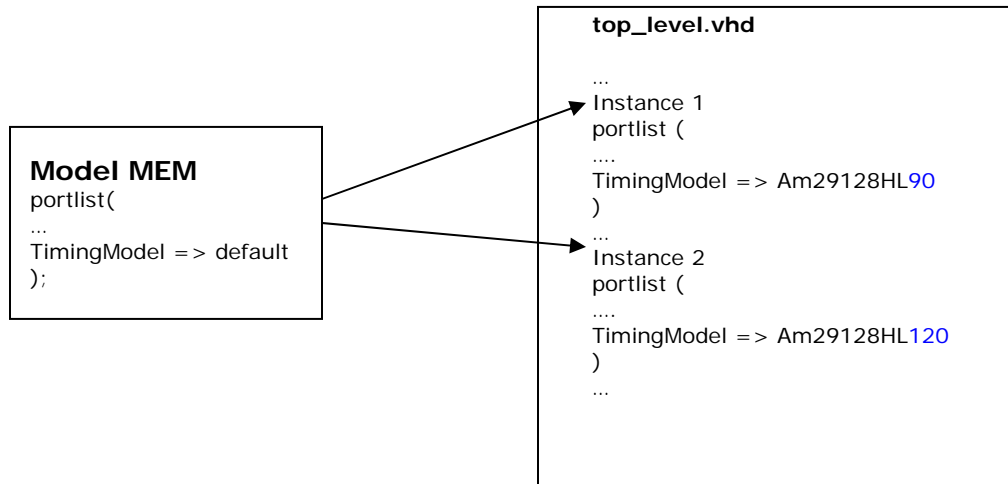 Model MEM
portlist(
...
TimingModel => default
);
top_level.vhd
...
Instance 1
portlist (
....
TimingModel => Am29128HL90
)
...
Instance 2
portlist (
....
TimingModel => Am29128HL120
)
...